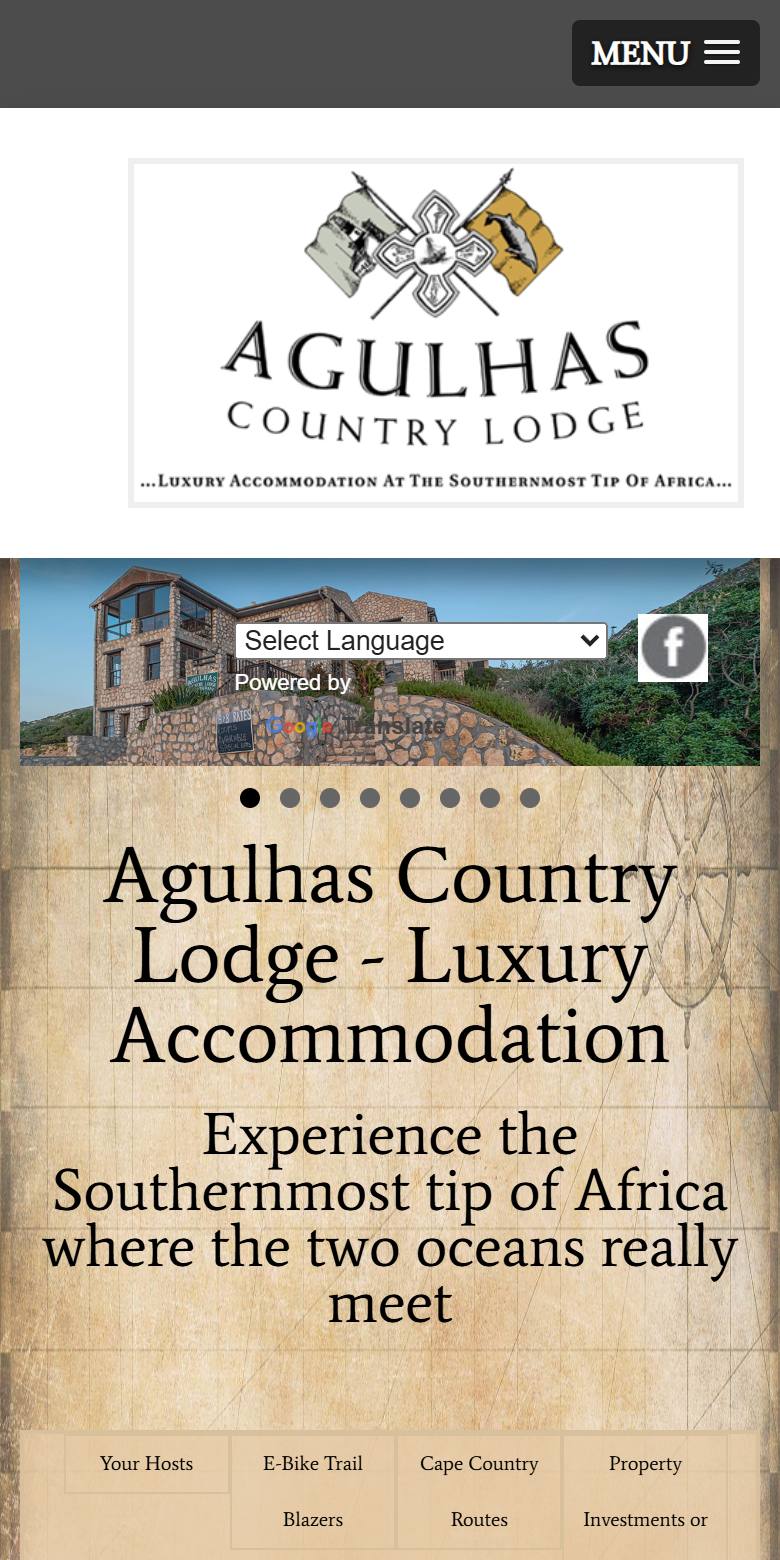 MENU
AGULHAS
COUNTRY LODGE
...LUXURY ACCOMMODATION AT THE SOUTHERNMOST TIP OF AFRICA...
Select Language
f
Powered by
AGULHAS
B&B RATES
Google Translate
Agulhas Country
Lodge - Luxury
Accommodation
Experience the
Southernmost tip of Africa
where the two oceans really
meet
Your Hosts
E-Bike Trail
Blazers
Cape Country
Routes
Property
Investments or